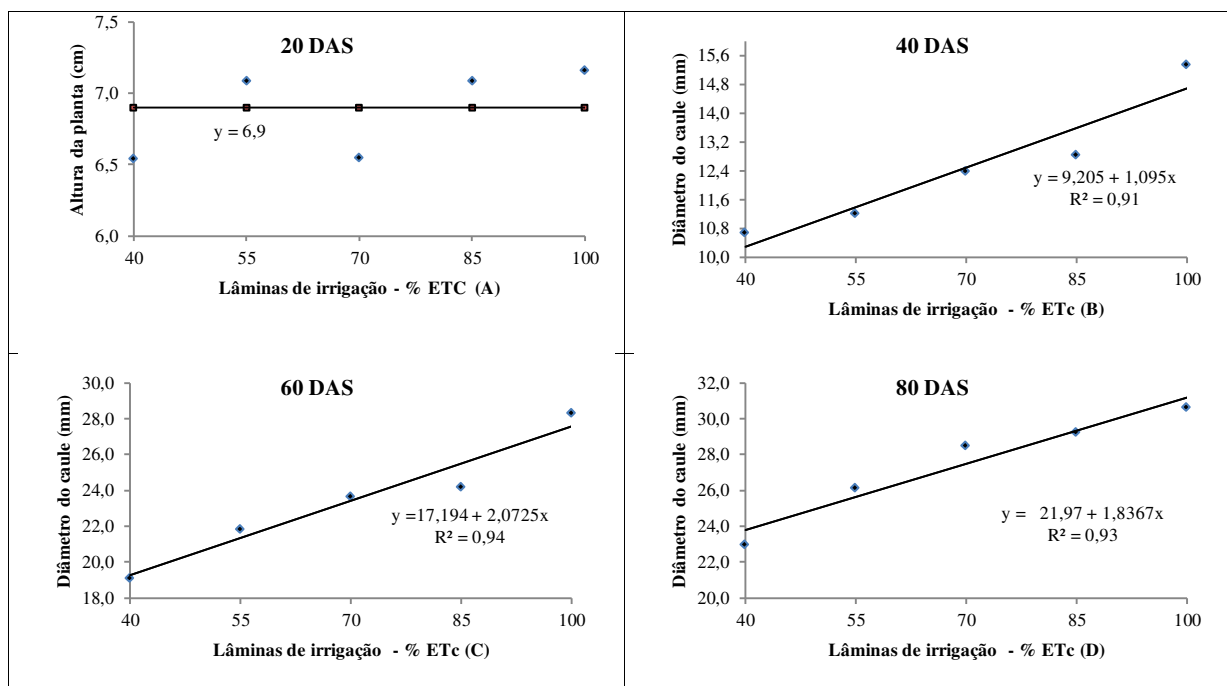 20 DAS
Altura da planta (cm)
7,5
7,0
6,5
6,0
y = 6,9
40 55 70 85 100
Lâminas de irrigação - % ETC (A)
40 DAS
Diâmetro do caule (mm)
15,6
14,8
14,0
13,2
12,4
11,6
10,8
10,0
y = 9,205 + 1,095x
R² = 0,91
40 55 70 85 100
Lâminas de irrigação - % ETc (B)
60 DAS
Diâmetro do caule (mm)
30,0
28,0
26,0
24,0
22,0
20,0
18,0
y =17,194 + 2,0725x
R² = 0,94
40 55 70 85 100
Lâminas de irrigação - % ETc (C)
80 DAS
Diâmetro do caule (mm)
32,0
30,0
28,0
26,0
24,0
22,0
20,0
y = 21,97 + 1,8367x
R² = 0,93
40 55 70 85 100
Lâminas de irrigação - % ETc (D)